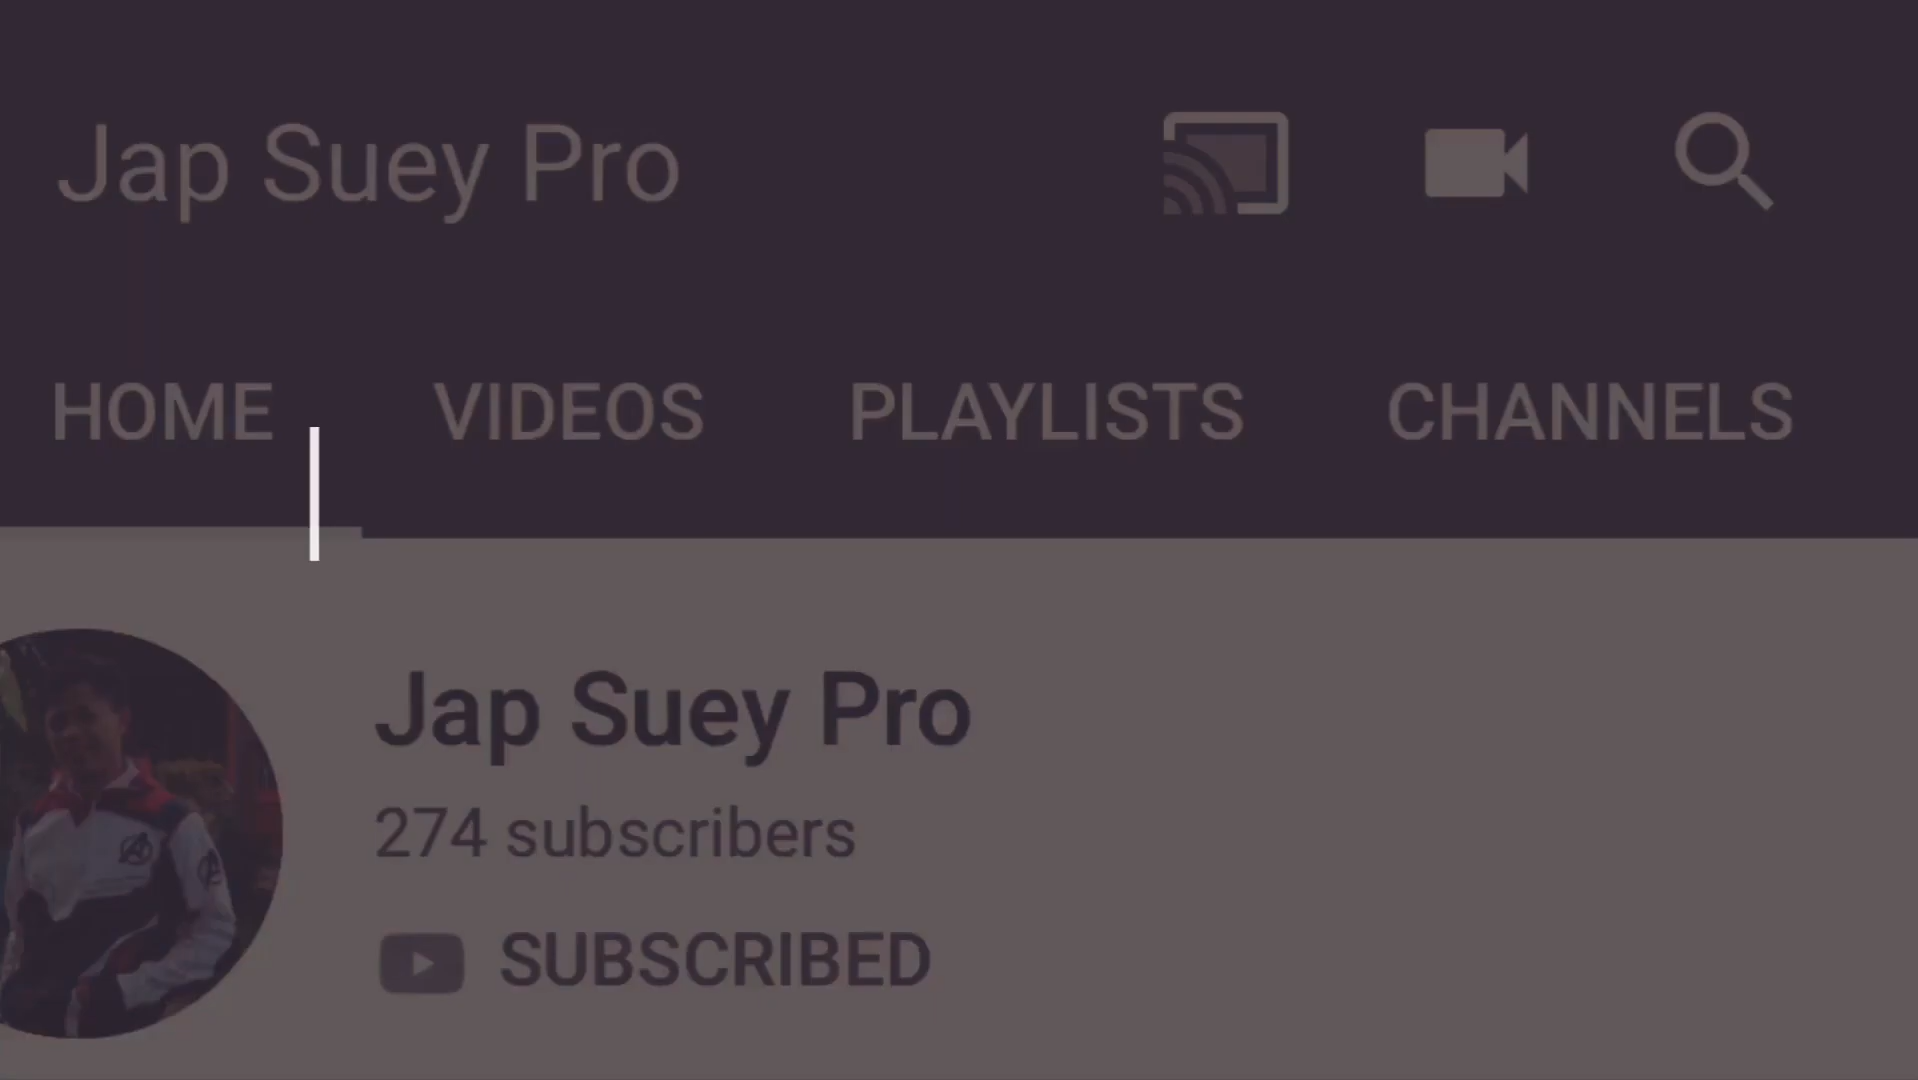 Jap Suey Pro
HOME VIDEOS PLAYLISTS CHANNELS
Jap Suey Pro
274 subscribers
SUBSCRIBED